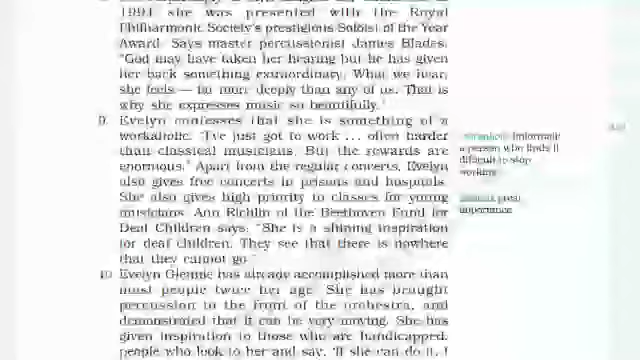 1991 she was presented with the Royal
Philharmonic Society's prestigious Soloist of the Year
Award. Says master percussionist James Blades,
"God may have taken her hearing but he has given
her back something extraordinary. What we hear,
she feels — far more deeply than any of us. That is
why she expresses music so beautifully."
9. Evelyn confesses that she is something of a
workaholic. "I've just got to work ... often harder
than classical musicians. But the rewards are
enormous." Apart from the regular concerts, Evelyn
also gives free concerts in prisons and hospitals.
She also gives high priority to classes for young
musicians. Ann Richlin of the Beethoven Fund for
Deaf Children says, "She is a shining inspiration
for deaf children. They see that there is nowhere
that they cannot go."
10. Evelyn Glennie has already accomplished more than
most people twice her age. She has brought
percussion to the front of the orchestra, and
demonstrated that it can be very moving. She has
given inspiration to those who are handicapped,
people who look to her and say, 'If she can do it, I
(informal)
a person who finds it
difficult to stop
working
great
importance